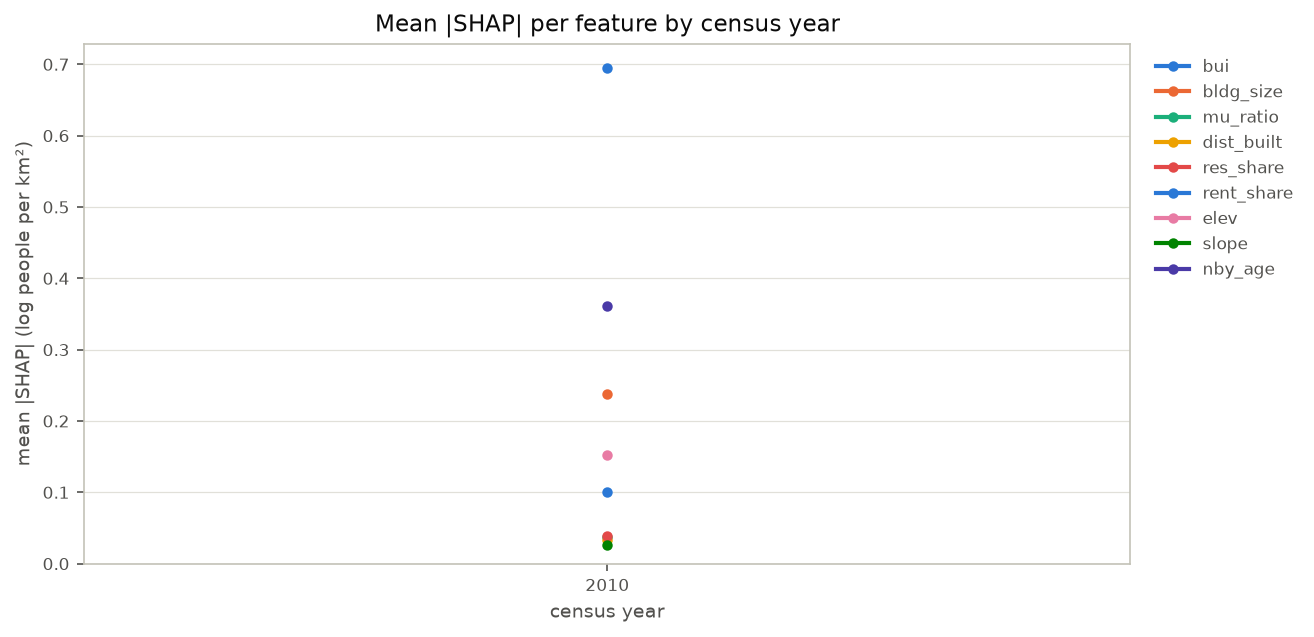 Mean |SHAP| per feature by census year
mean |SHAP| (log people per km²)
0.7
0.6
0.5
0.4
0.3
0.2
0.1
0.0
2010
census year
bui
bldg_size
mu_ratio
dist_built
res_share
rent_share
elev
slope
nby_age